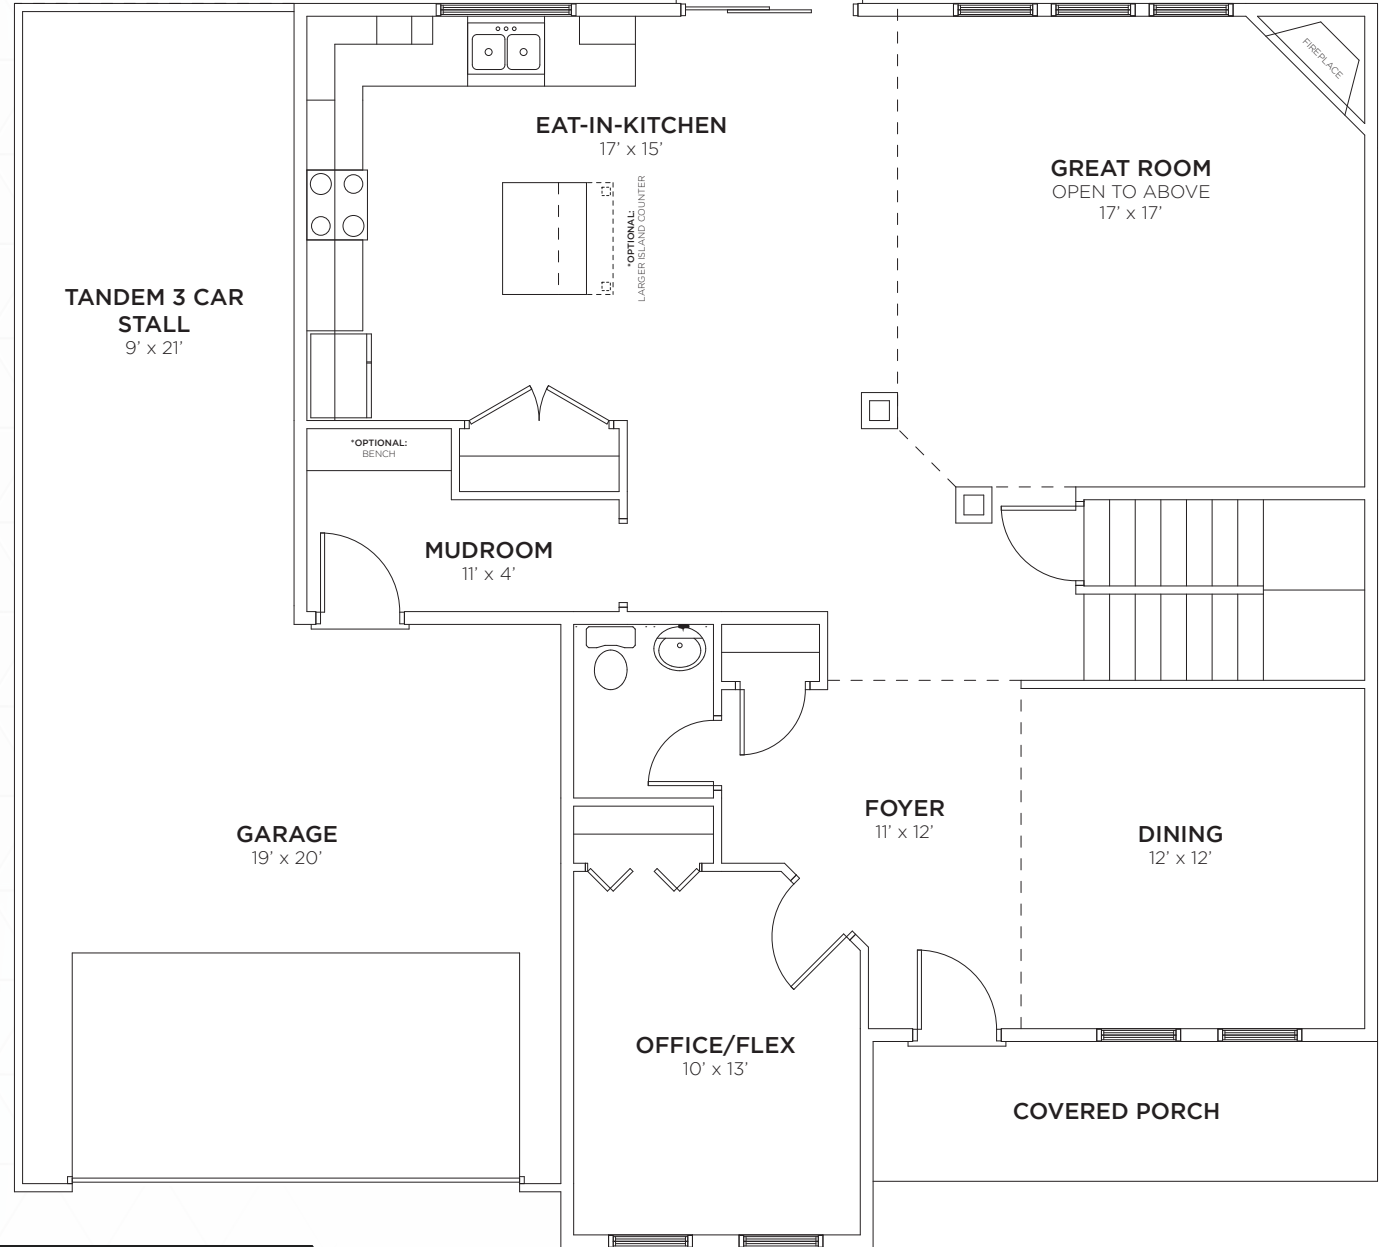 FIREPLACE
EAT-IN-KITCHEN
17’ x 15’
GREAT ROOM
OPEN TO ABOVE
17’ x 17’
*OPTIONAL:
LARGER ISLAND COUNTER
TANDEM 3 CAR
STALL
9’ x 21’
*OPTIONAL:
BENCH
MUDROOM
11’ x 4’
FOYER
11’ x 12’
GARAGE
19’ x 20’
DINING
12’ x 12’
OFFICE/FLEX
10’ x 13’
COVERED PORCH